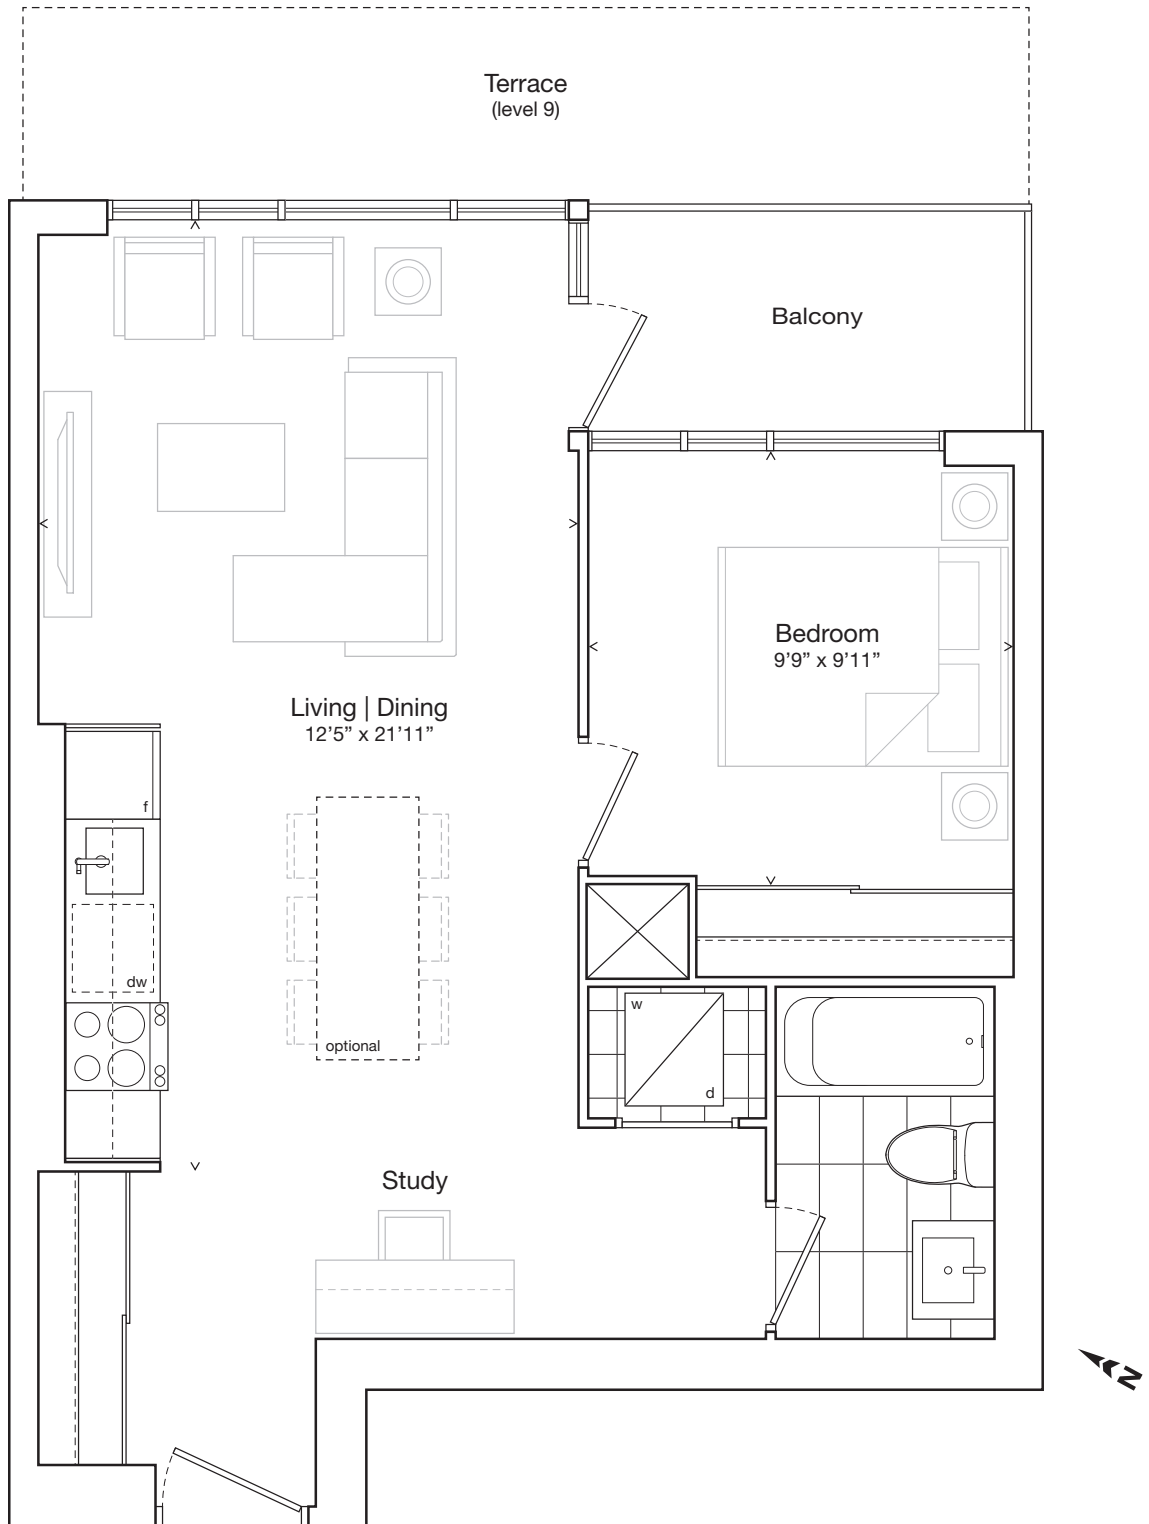 Terrace
(level 9)
Balcony
Bedroom
9’9” x 9’11”
Living | Dining
12’5” x 21’11”
f
dw
optional
w
d
Study
N